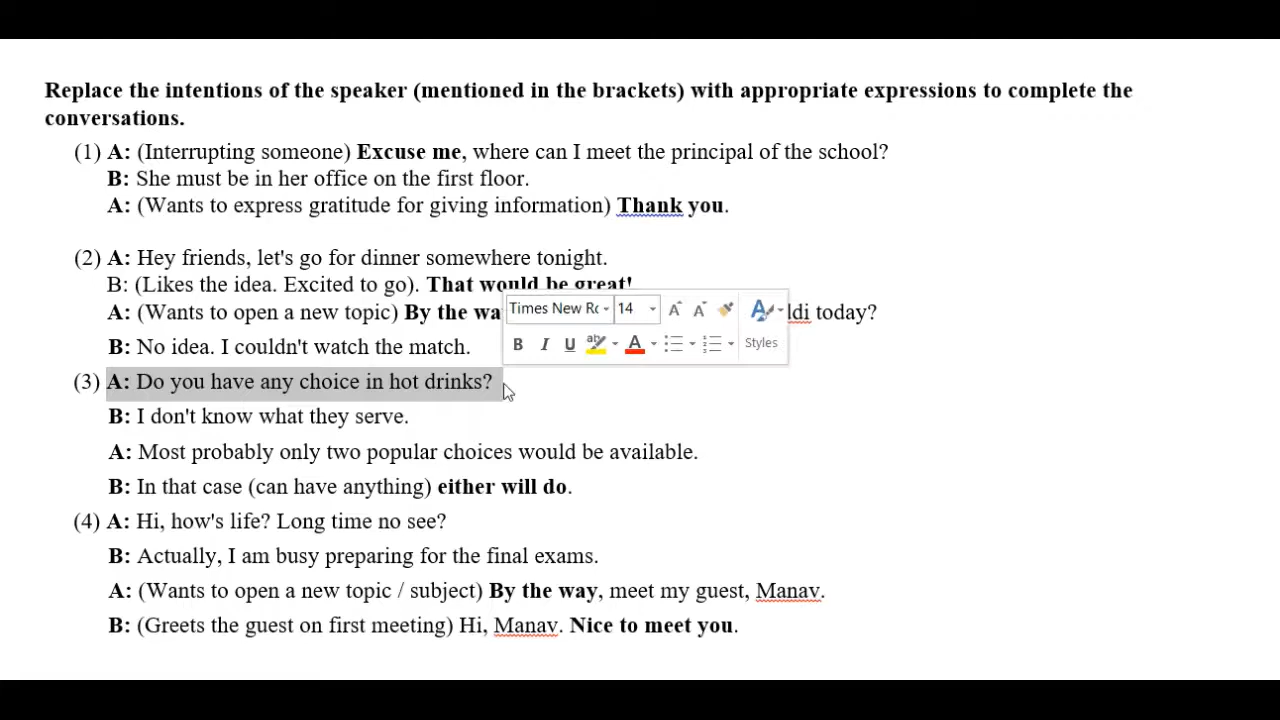 Replace the intentions of the speaker (mentioned in the brackets) with appropriate expressions to complete the
conversations.
(1) A: (Interrupting someone) Excuse me, where can I meet the principal of the school?
B: She must be in her office on the first floor.
A: (Wants to express gratitude for giving information) Thank you.
(2) A: Hey friends, let's go for dinner somewhere tonight.
B: (Likes the idea. Excited to go). That would be great!
A: (Wants to open a new topic) By the wa ldi today?
Times New Ro 14
B: No idea. I couldn't watch the match.
B I U ab A Styles
(3) A: Do you have any choice in hot drinks?
B: I don't know what they serve.
A: Most probably only two popular choices would be available.
B: In that case (can have anything) either will do.
(4) A: Hi, how's life? Long time no see?
B: Actually, I am busy preparing for the final exams.
A: (Wants to open a new topic / subject) By the way, meet my guest, Manav.
B: (Greets the guest on first meeting) Hi, Manav. Nice to meet you.